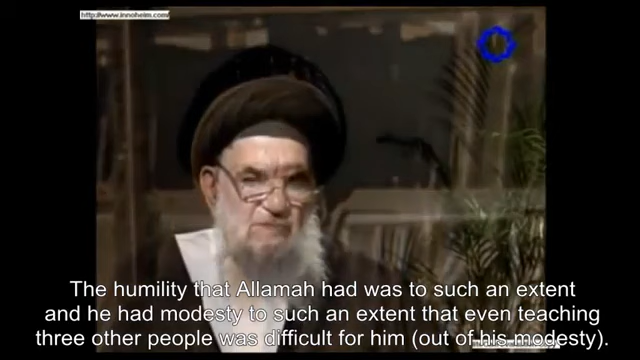 http://www.innoheim.com/
The humility that Allamah had was to such an extent
and he had modesty to such an extent that even teaching
three other people was difficult for him (out of his modesty).